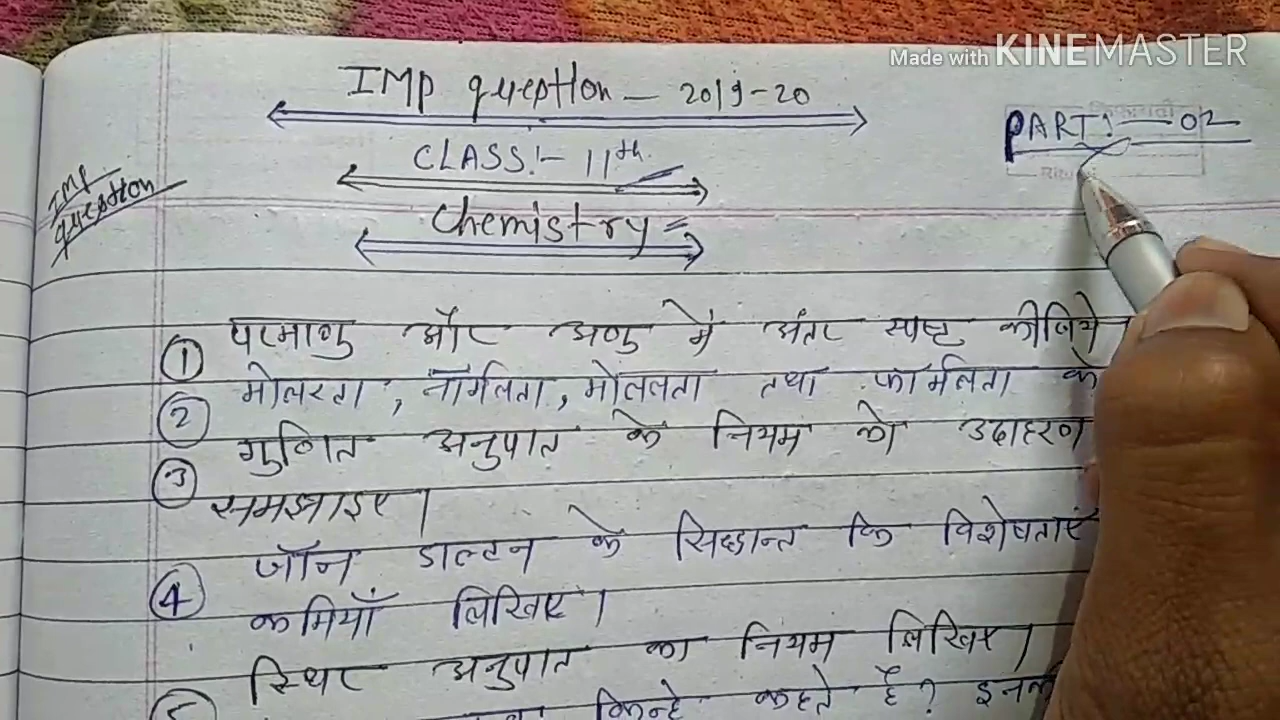 Made with KINEMASTER
IMP question - 2019-20
PART! - 02
CLASS:- 11th
IMP question
Chemistry =
① परमाणु और अणु में अंतर स्पष्ट कीजिये
② मोलरता, नॉर्मलता, मोललता तथा फॉर्मलता के
③ गुणित अनुपात के नियम को उदाहरण
समझाइए।
④ जॉन डाल्टन के सिद्धान्त कि विशेषताएं
कमियाँ लिखिए।
⑤ स्थिर अनुपात का नियम लिखिए।
किन्हे कहते है? इनकी